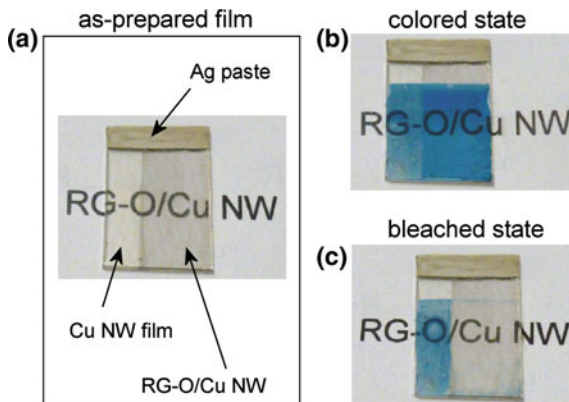 as-prepared film
(a)
Ag paste
RG-O/Cu NW
Cu NW film
RG-O/Cu NW
(b)
colored state
RG-O/Cu NW
bleached state
(c)
RG-O/Cu NW